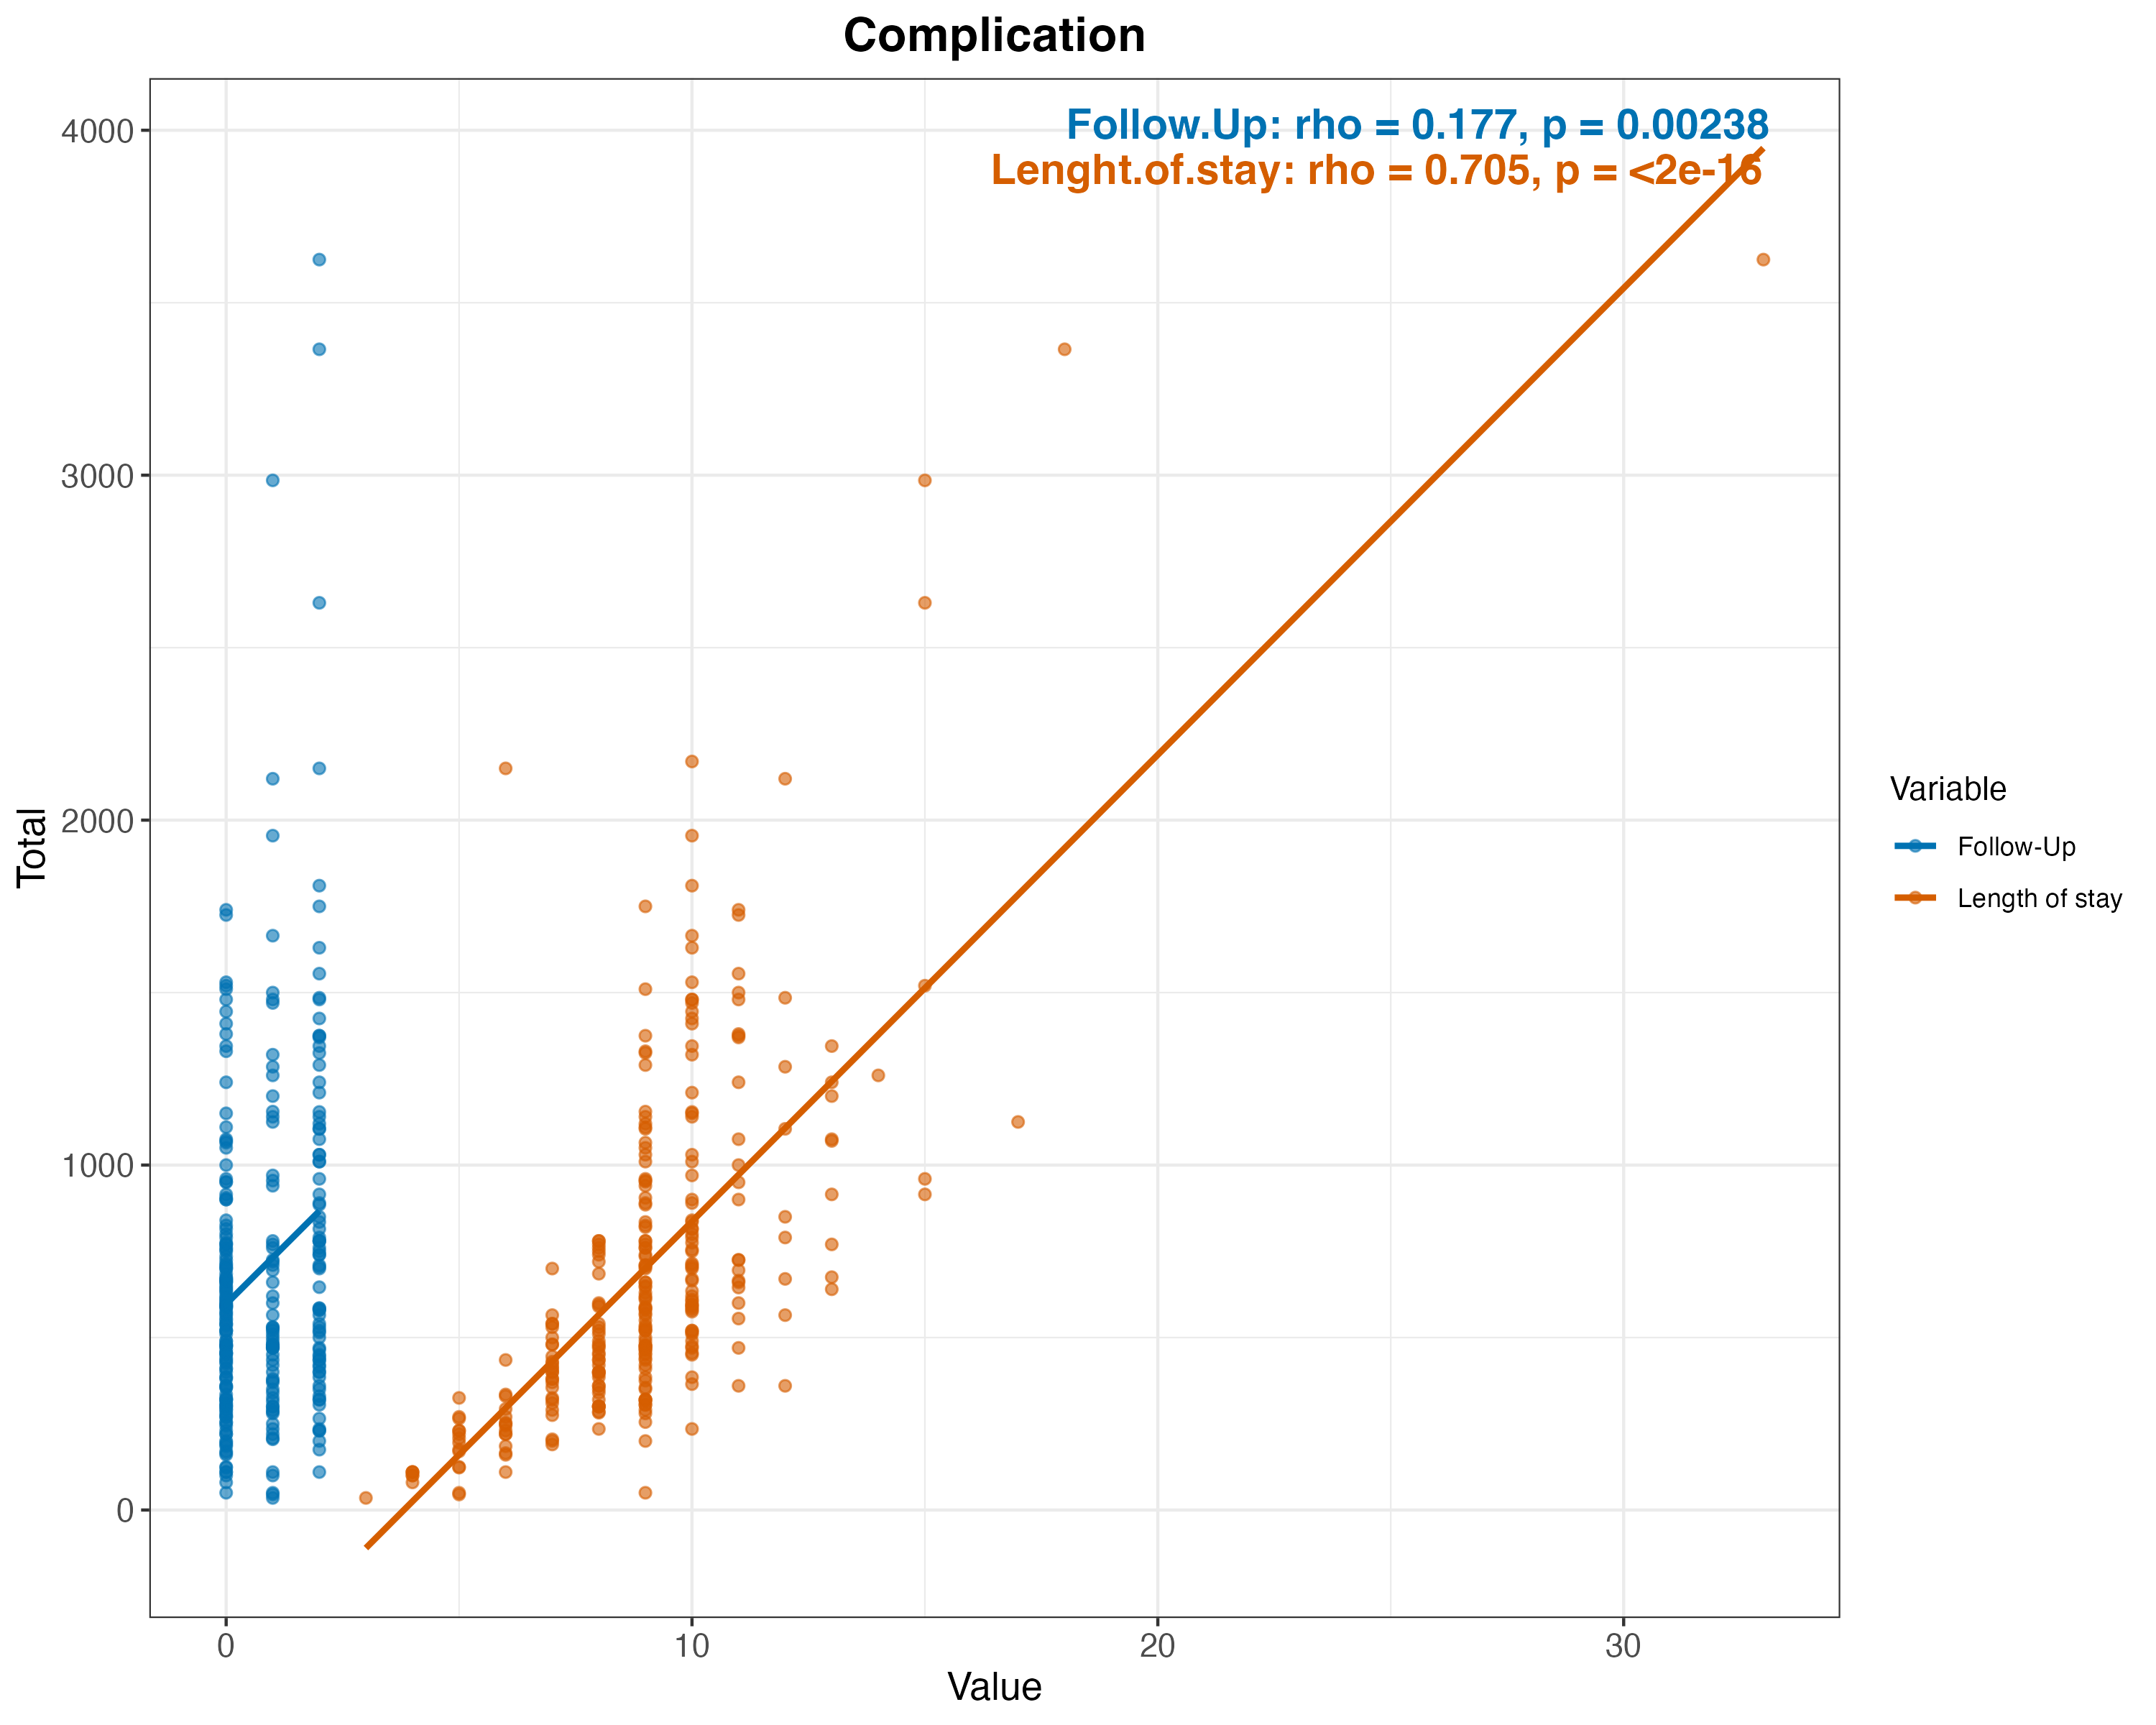 Complication
Follow.Up: rho = 0.177, p = 0.00238
Lenght.of.stay: rho = 0.705, p = <2e-16
4000
3000
2000
1000
0
Total
0 10 20 30
Value
Variable
Follow-Up
Length of stay